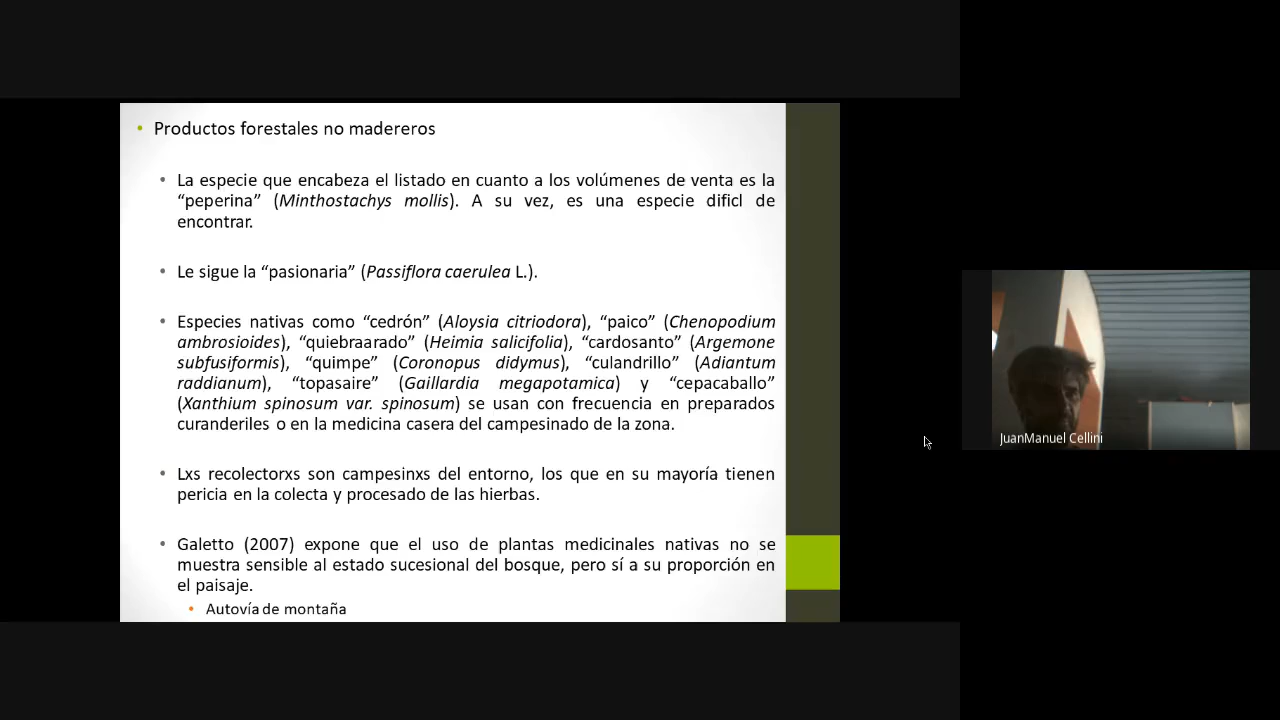 Productos forestales no madereros
La especie que encabeza el listado en cuanto a los volúmenes de venta es la
“peperina” (Minthostachys mollis). A su vez, es una especie dificl de
encontrar.
Le sigue la “pasionaria” (Passiflora caerulea L.).
Especies nativas como “cedrón” (Aloysia citriodora), “paico” (Chenopodium
ambrosioides), “quiebraarado” (Heimia salicifolia), “cardosanto” (Argemone
subfusiformis), “quimpe” (Coronopus didymus), “culandrillo” (Adiantum
raddianum), “topasaire” (Gaillardia megapotamica) y “cepacaballo”
(Xanthium spinosum var. spinosum) se usan con frecuencia en preparados
curanderiles o en la medicina casera del campesinado de la zona.
Lxs recolectorxs son campesinxs del entorno, los que en su mayoría tienen
pericia en la colecta y procesado de las hierbas.
Galetto (2007) expone que el uso de plantas medicinales nativas no se
muestra sensible al estado sucesional del bosque, pero sí a su proporción en
el paisaje.
Autovía de montaña
JuanManuel Cellini